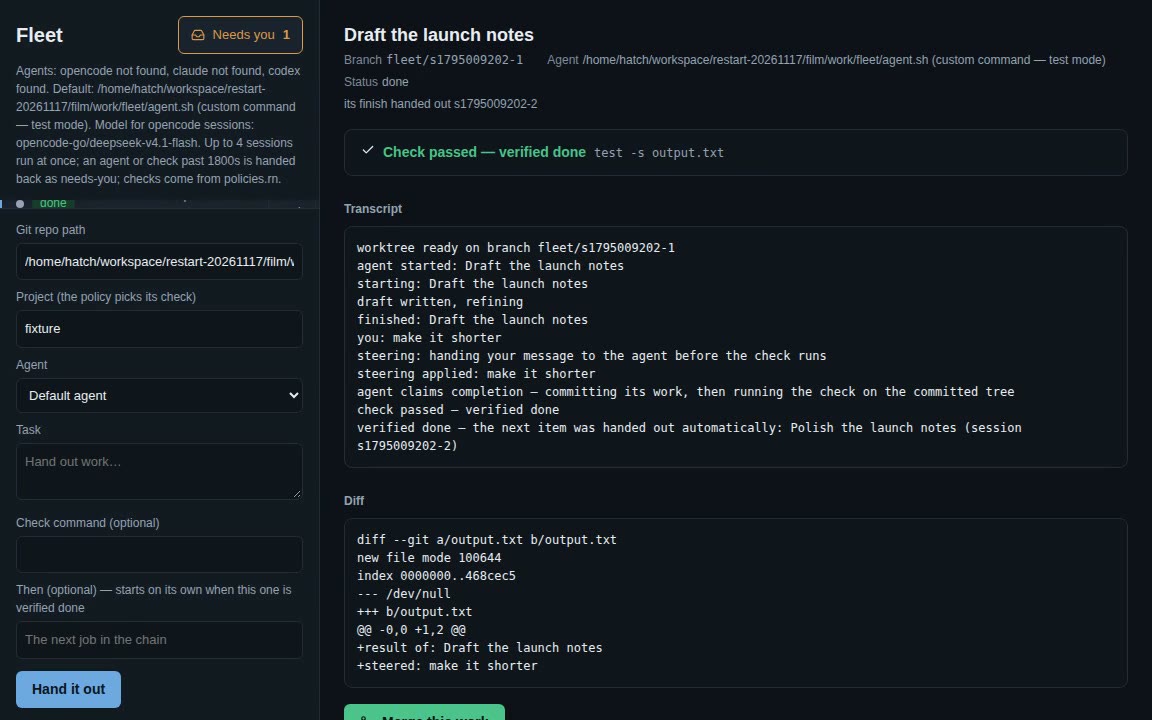 Fleet
Needs you 1
Agents: opencode not found, claude not found, codex
found. Default: /home/hatch/workspace/restart-
20261117/film/work/fleet/agent.sh (custom command
— test mode). Model for opencode sessions:
opencode-go/deepseek-v4.1-flash. Up to 4 sessions
run at once; an agent or check past 1800s is handed
back as needs-you; checks come from policies.rn.
done
Git repo path
/home/hatch/workspace/restart-20261117/film/
Project (the policy picks its check)
fixture
Agent
Default agent
Task
Hand out work…
Check command (optional)
Then (optional) — starts on its own when this one is
verified done
The next job in the chain
Hand it out
Draft the launch notes
Branch fleet/s1795009202-1 Agent /home/hatch/workspace/restart-20261117/film/work/fleet/agent.sh (custom command — test mode)
Status done
its finish handed out s1795009202-2
Check passed — verified done test -s output.txt
Transcript
worktree ready on branch fleet/s1795009202-1
agent started: Draft the launch notes
starting: Draft the launch notes
draft written, refining
finished: Draft the launch notes
you: make it shorter
steering: handing your message to the agent before the check runs
steering applied: make it shorter
agent claims completion — committing its work, then running the check on the committed tree
check passed — verified done
verified done — the next item was handed out automatically: Polish the launch notes (session
s1795009202-2)
Diff
diff --git a/output.txt b/output.txt
new file mode 100644
index 0000000..468cec5
--- /dev/null
+++ b/output.txt
@@ -0,0 +1,2 @@
+result of: Draft the launch notes
+steered: make it shorter
Merge this work